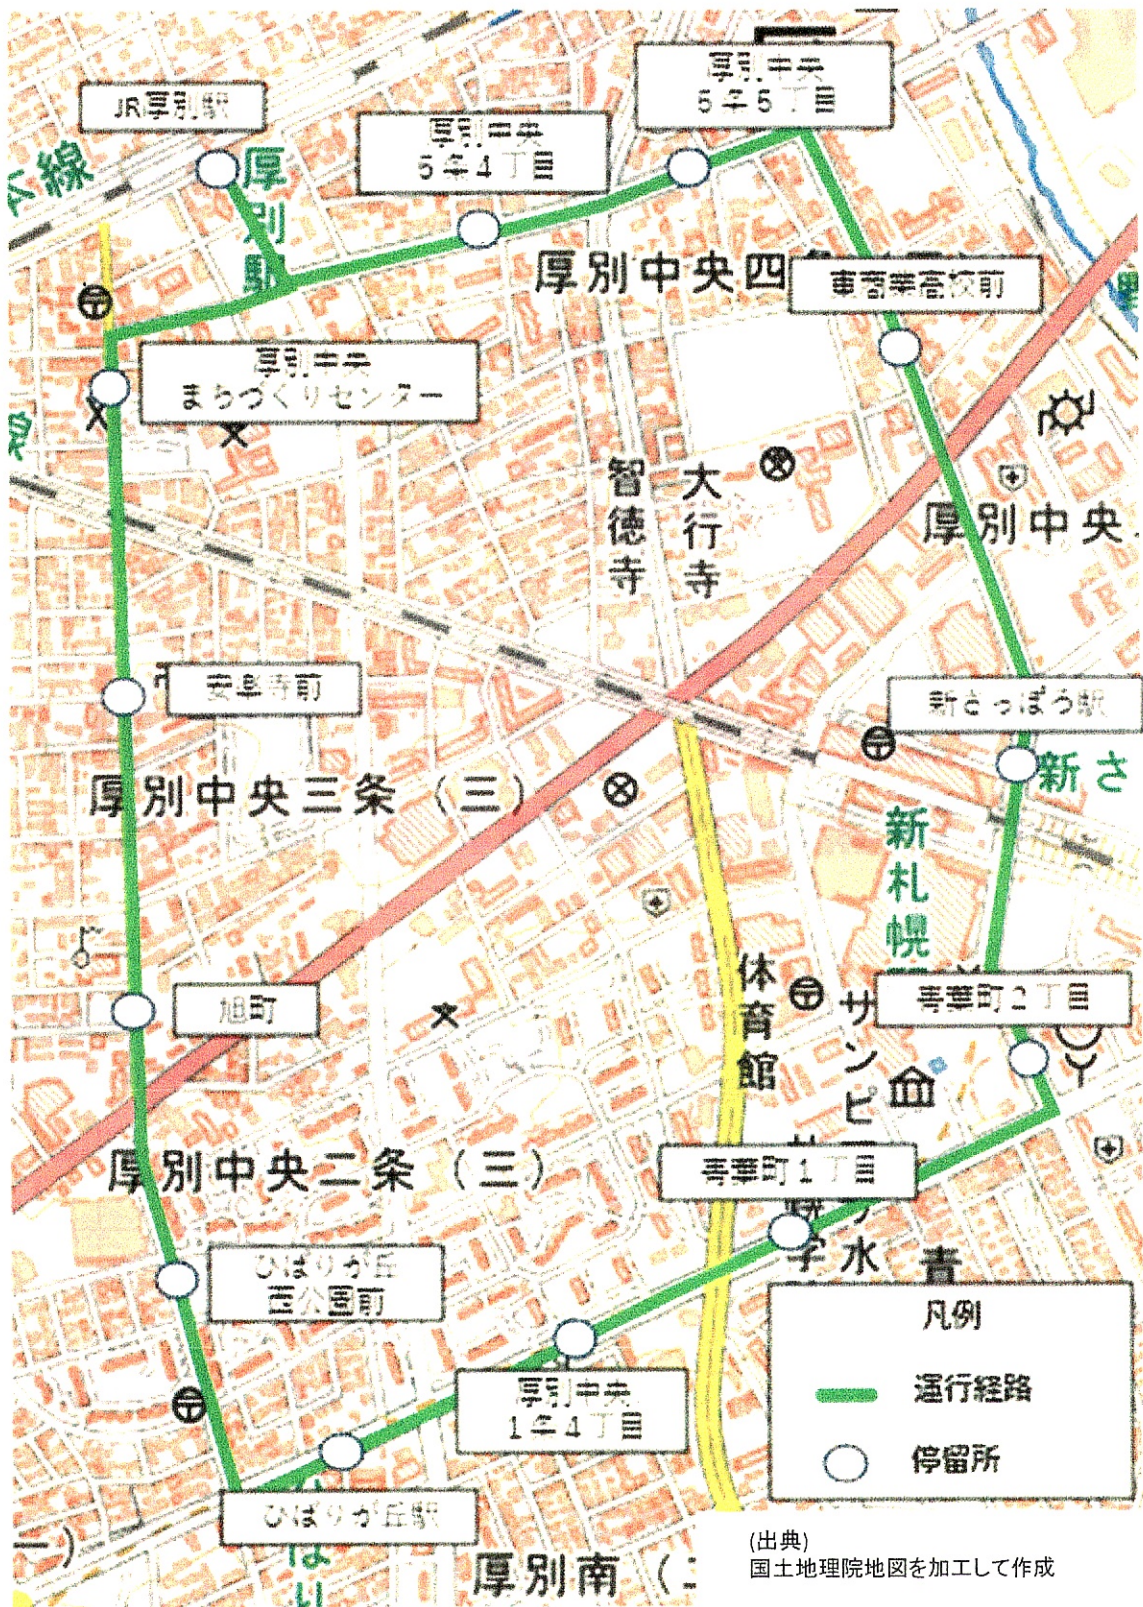 厚別中央
5条5丁目
JR厚別駅
厚別中央
5条4丁目
本線
厚別駅
厚別中央四条
東商業高校前
厚別中央
まちづくりセンター
智徳寺
大行寺
厚別中央
安楽寺前
新さっぽろ駅
厚別中央三条(三)
新さ
新札幌
旭町
青葉町2丁目
体育館
サンピアザ水
厚別中央二条(三)
青葉町1丁目
ひばりが丘
西公園前
青
凡例
運行経路
停留所
厚別中央
1条4丁目
ひばりが丘駅
ばり
厚別南(
(出典)
国土地理院地図を加工して作成